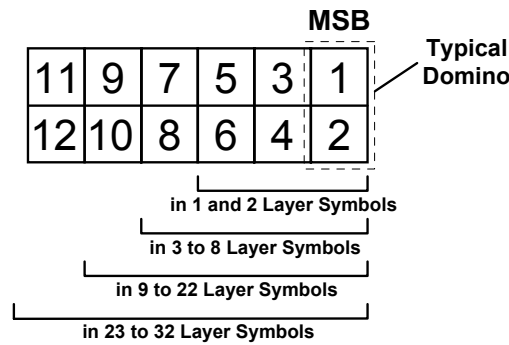 MSB
Typical
Domino
11 9 7 5 3 1
12 10 8 6 4 2
in 1 and 2 Layer Symbols
in 3 to 8 Layer Symbols
in 9 to 22 Layer Symbols
in 23 to 32 Layer Symbols